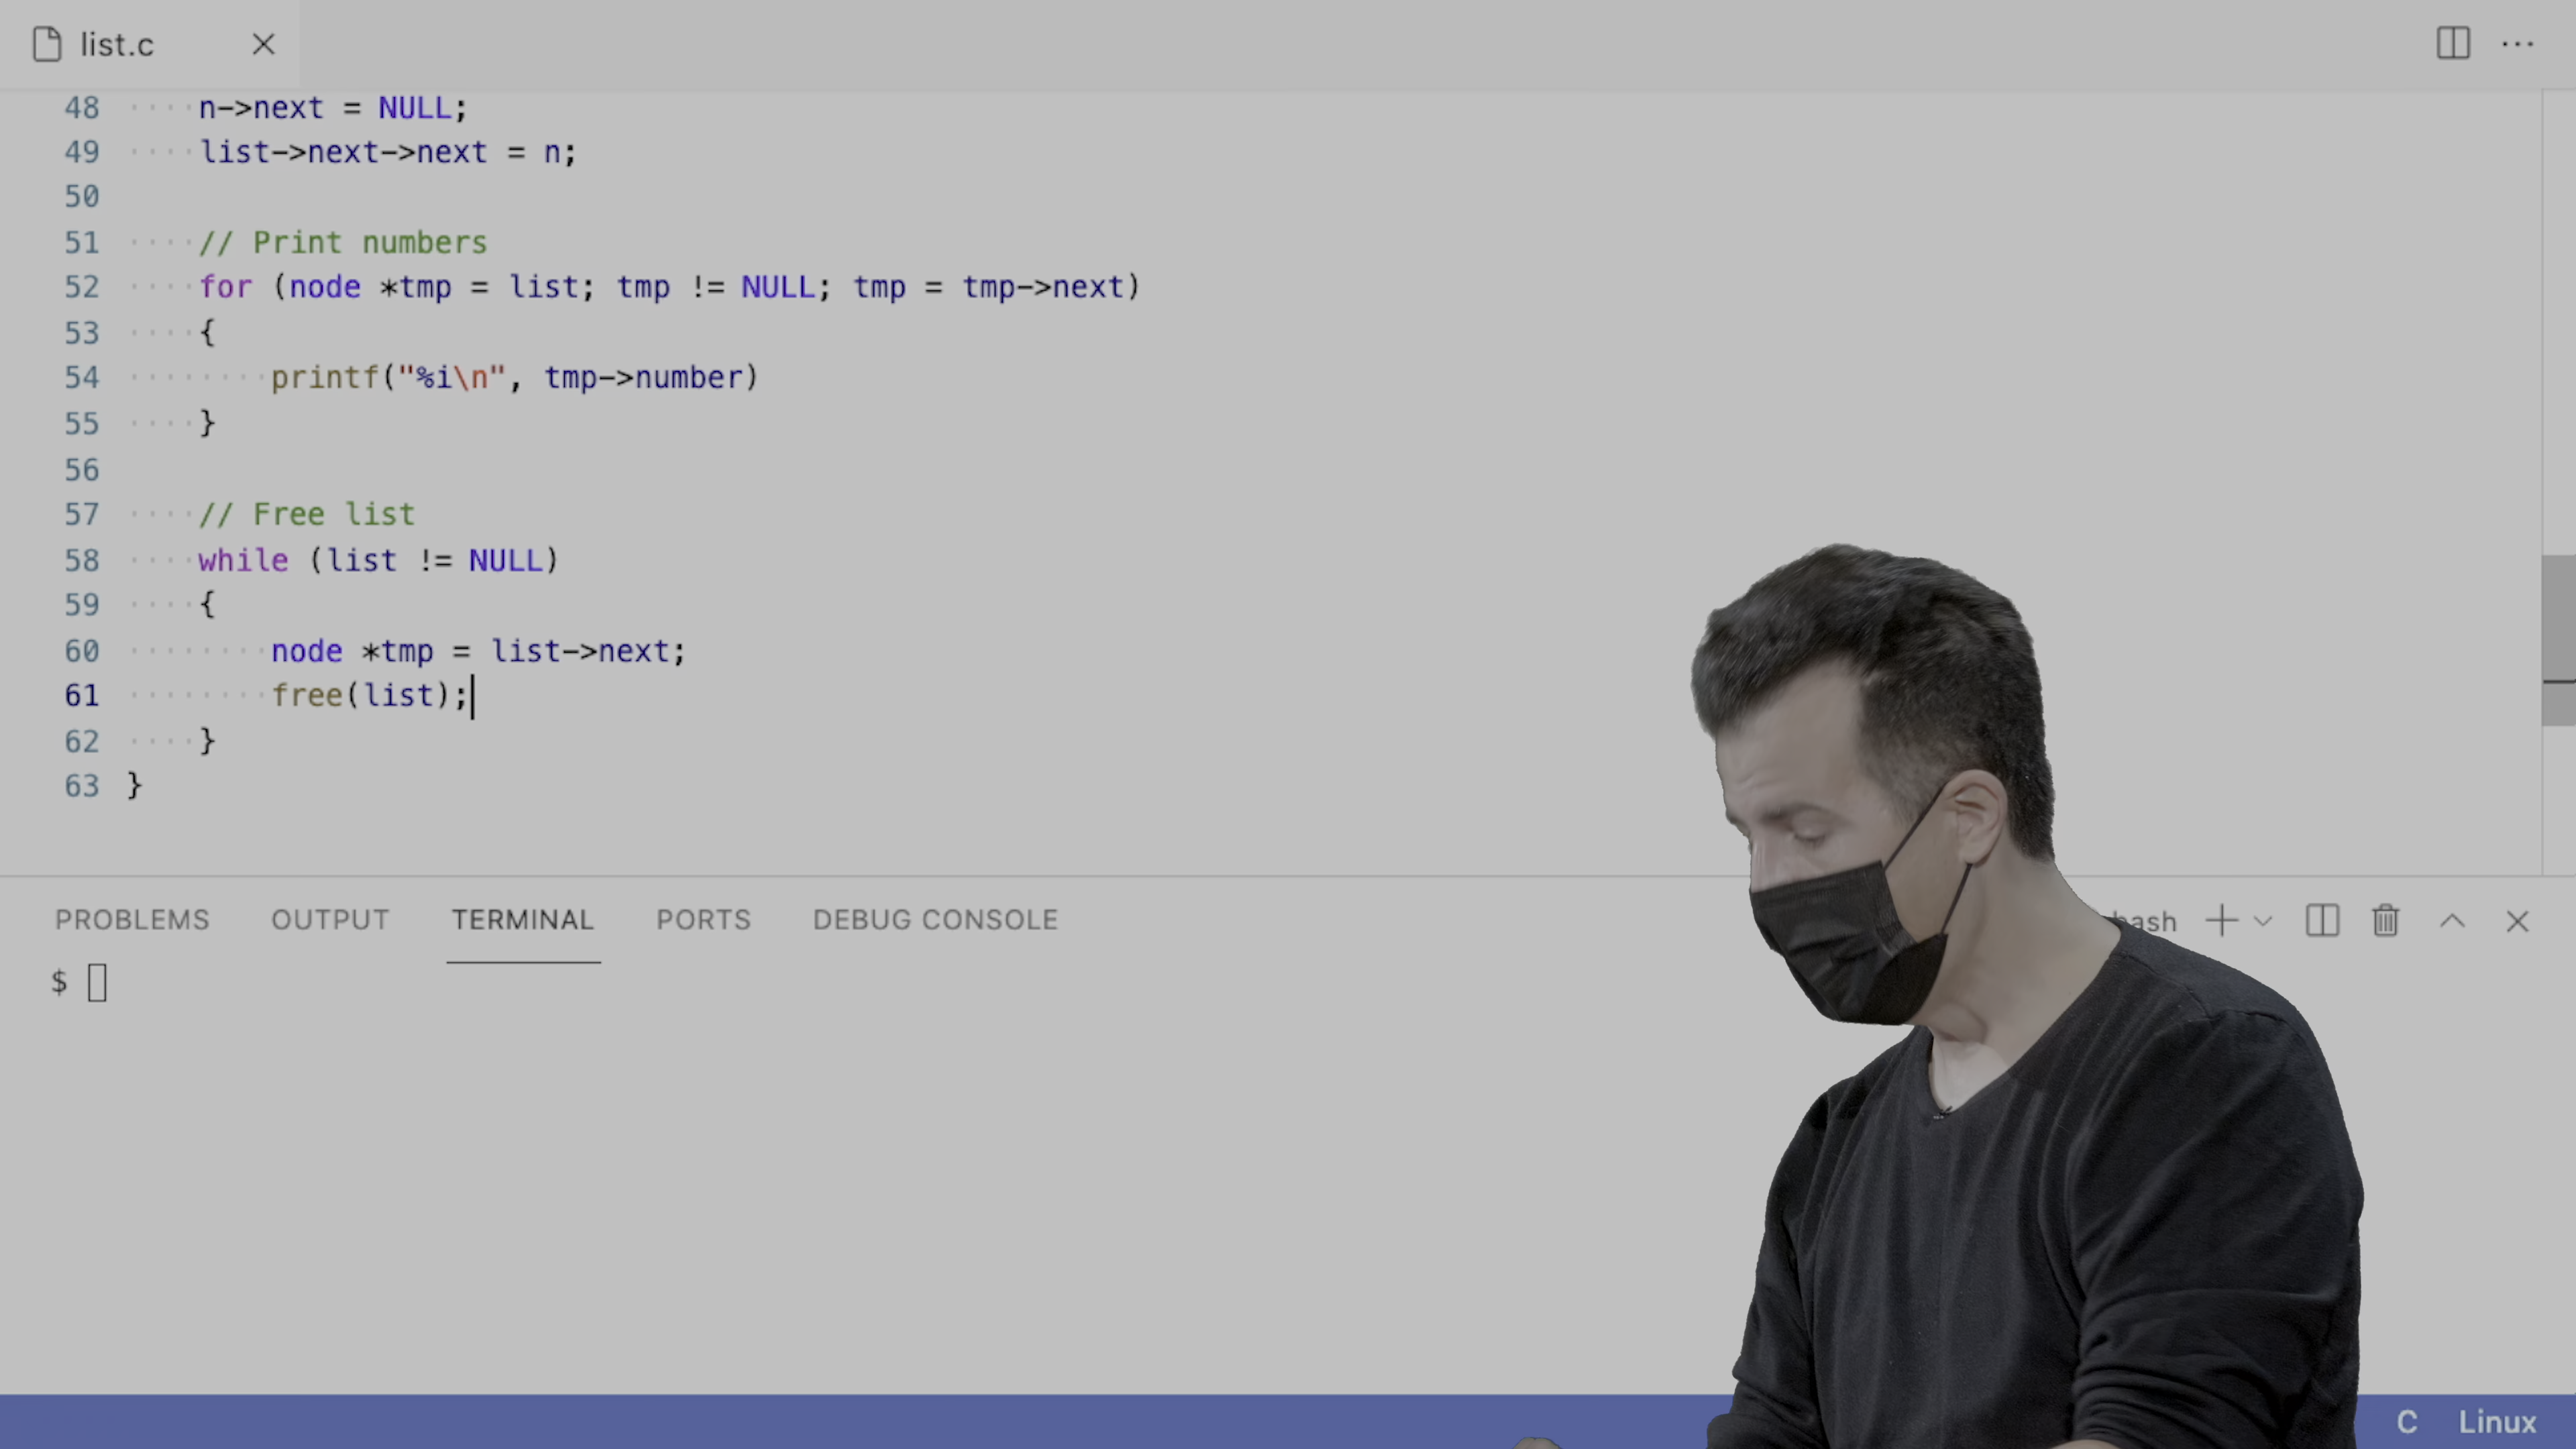 list.c
48 n->next = NULL;
49 list->next->next = n;
50
51 // Print numbers
52 for (node *tmp = list; tmp != NULL; tmp = tmp->next)
53 {
54 printf("%i\n", tmp->number)
55 }
56
57 // Free list
58 while (list != NULL)
59 {
60 node *tmp = list->next;
61 free(list);
62 }
63 }
PROBLEMS OUTPUT TERMINAL PORTS DEBUG CONSOLE bash
$
C Linux